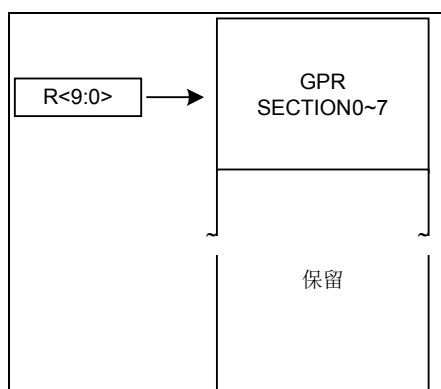 R<9:0>
GPR
SECTION0~7
~
~
保留